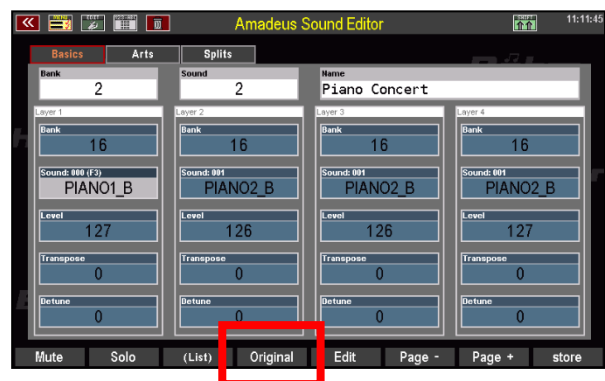 MENU EDIT START Amadeus Sound Editor 11:11:45
Basics Arts Splits
Bank Sound Name
2 2 Piano Concert
Layer 1 Layer 2 Layer 3 Layer 4
Bank Bank Bank Bank
16 16 16 16
Sound: 000 (F3) Sound: 001 Sound: 001 Sound: 001
PIANO1_B PIANO2_B PIANO2_B PIANO2_B
Level Level Level Level
127 126 126 127
Transpose Transpose Transpose Transpose
0 0 0 0
Detune Detune Detune Detune
0 0 0 0
Mute Solo (List) Original Edit Page - Page + store